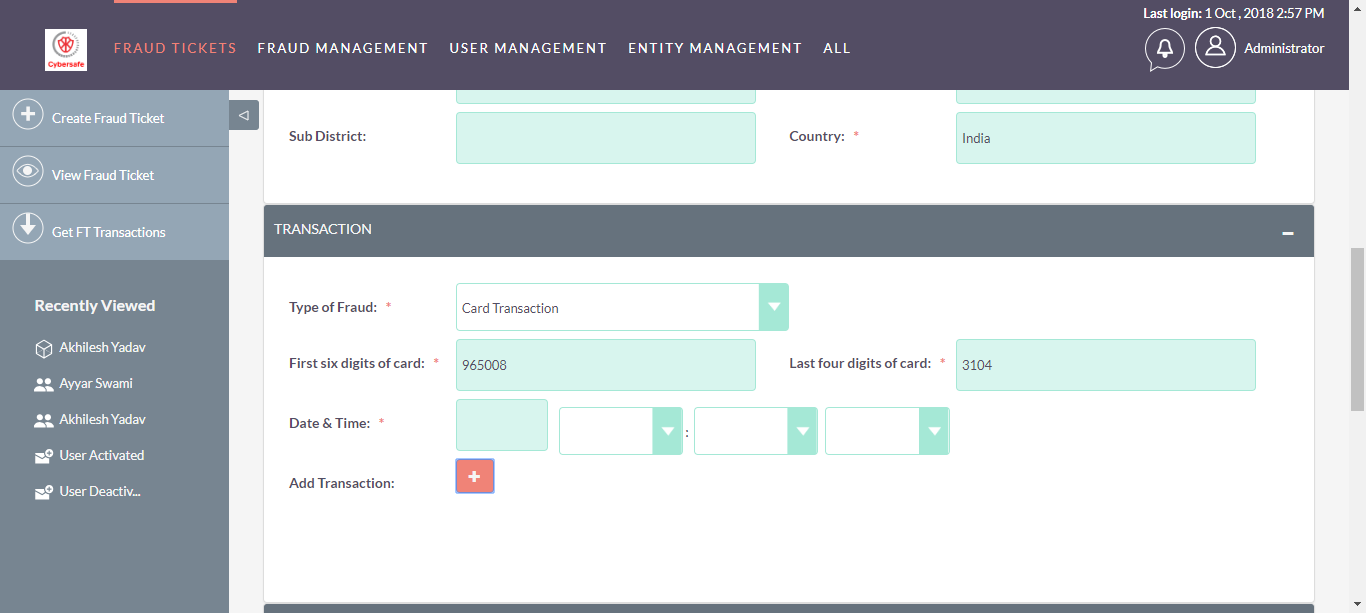 Last login: 1 Oct , 2018 2:57 PM
Cybersafe
FRAUD TICKETS FRAUD MANAGEMENT USER MANAGEMENT ENTITY MANAGEMENT ALL
Administrator
Create Fraud Ticket
View Fraud Ticket
Get FT Transactions
Recently Viewed
Akhilesh Yadav
Ayyar Swami
Akhilesh Yadav
User Activated
User Deactiv...
Sub District:
Country: *
India
TRANSACTION
Type of Fraud: *
Card Transaction
First six digits of card: *
965008
Last four digits of card: *
3104
Date & Time: *
:
Add Transaction: